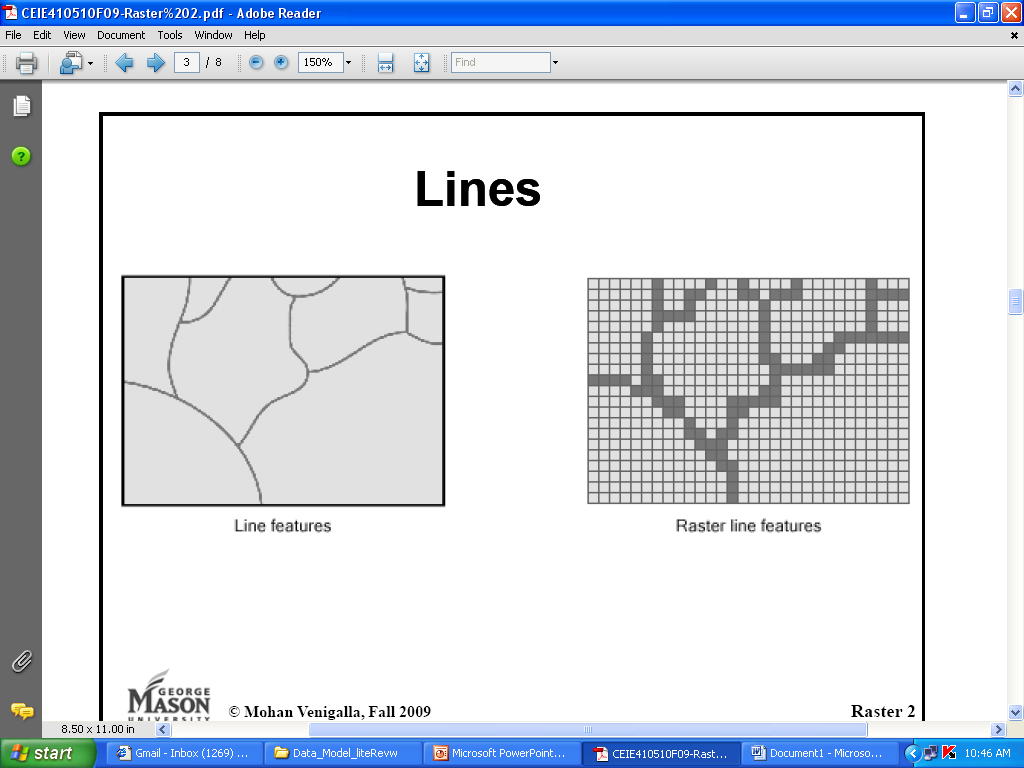 CEIE410510F09-Raster%202.pdf - Adobe Reader
File Edit View Document Tools Window Help
3 / 8 150% Find
Lines
Line features
Raster line features
GEORGE
MASON
UNIVERSITY
© Mohan Venigalla, Fall 2009
Raster 2
8.50 x 11.00 in
start Gmail - Inbox (1269) ... Data_Model_liteRevw Microsoft PowerPoint... CEIE410510F09-Rast... Document1 - Microso... 10:46 AM